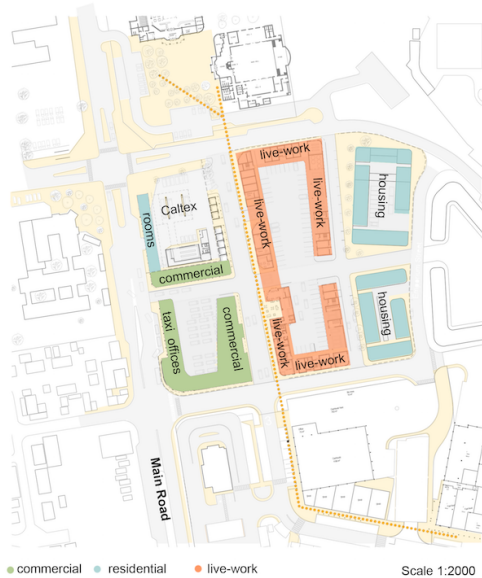 live-work
live-work
live-work
housing
Caltex
rooms
commercial
housing
taxi offices
commercial
live-work
live-work
Main Road
commercial
residential
live-work
Scale 1:2000